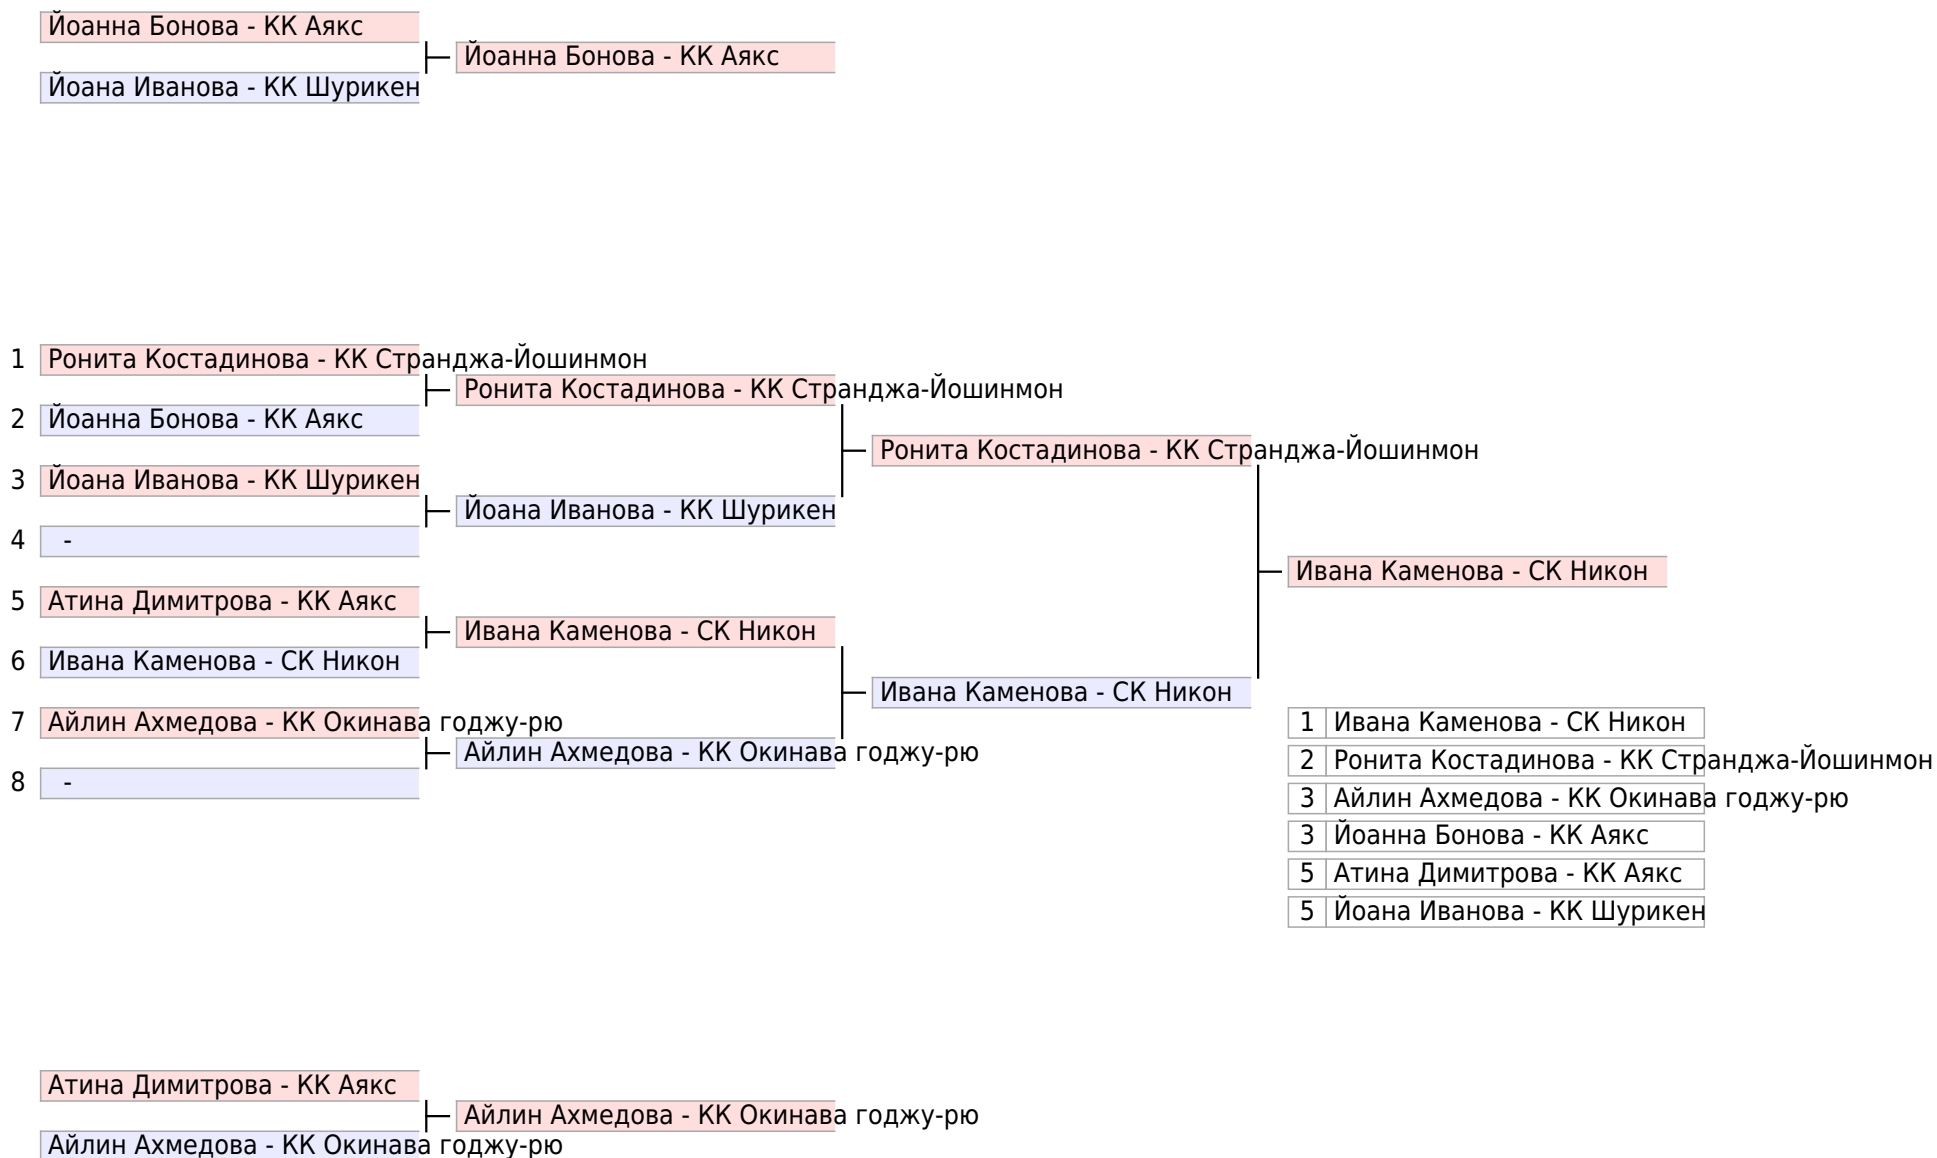 Йоанна Бонова - КК Аякс
Йоанна Бонова - КК Аякс
Йоана Иванова - КК Шурикен
1 Ронита Костадинова - КК Странджа-Йошинмон
Ронита Костадинова - КК Странджа-Йошинмон
2 Йоанна Бонова - КК Аякс
Ронита Костадинова - КК Странджа-Йошинмон
3 Йоана Иванова - КК Шурикен
Йоана Иванова - КК Шурикен
4 -
Ивана Каменова - СК Никон
5 Атина Димитрова - КК Аякс
Ивана Каменова - СК Никон
6 Ивана Каменова - СК Никон
Ивана Каменова - СК Никон
7 Айлин Ахмедова - КК Окинава годжу-рю
Айлин Ахмедова - КК Окинава годжу-рю
8 -
1 Ивана Каменова - СК Никон
2 Ронита Костадинова - КК Странджа-Йошинмон
3 Айлин Ахмедова - КК Окинава годжу-рю
3 Йоанна Бонова - КК Аякс
5 Атина Димитрова - КК Аякс
5 Йоана Иванова - КК Шурикен
Атина Димитрова - КК Аякс
Айлин Ахмедова - КК Окинава годжу-рю
Айлин Ахмедова - КК Окинава годжу-рю